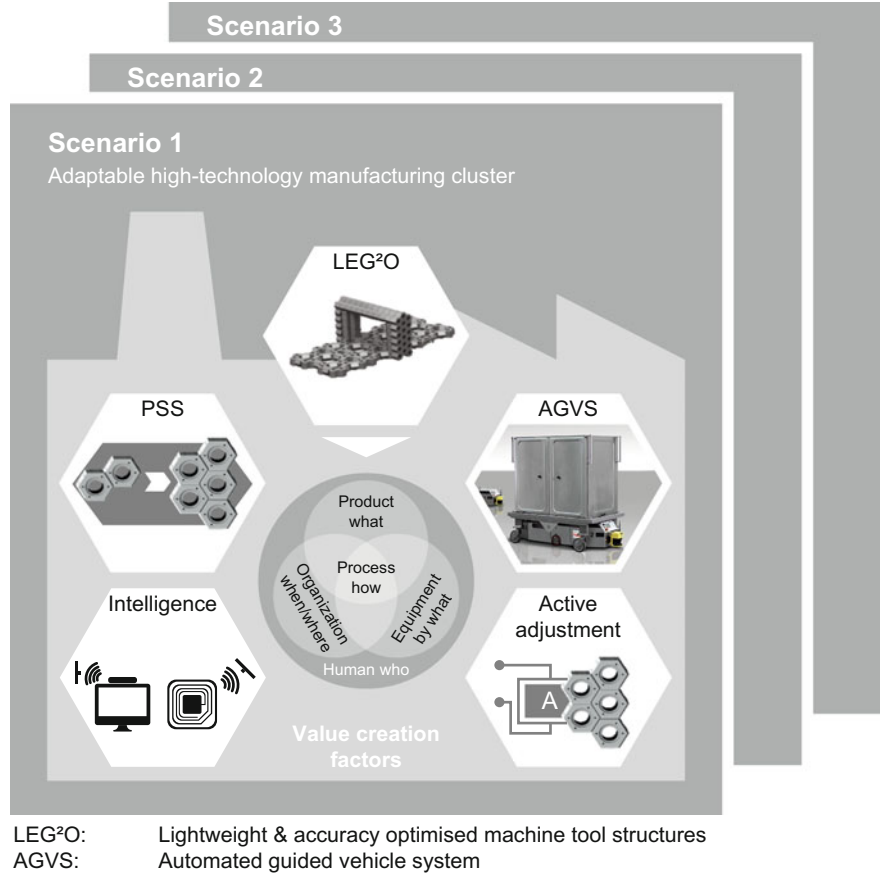 Scenario 3
Scenario 2
Scenario 1
Adaptable high-technology manufacturing cluster
LEG²O
PSS
AGVS
Product
what
Process
how
Organization
when/where
Equipment
by what
Human who
Intelligence
Active
adjustment
A
Value creation
factors
LEG²O: Lightweight & accuracy optimised machine tool structures
AGVS: Automated guided vehicle system